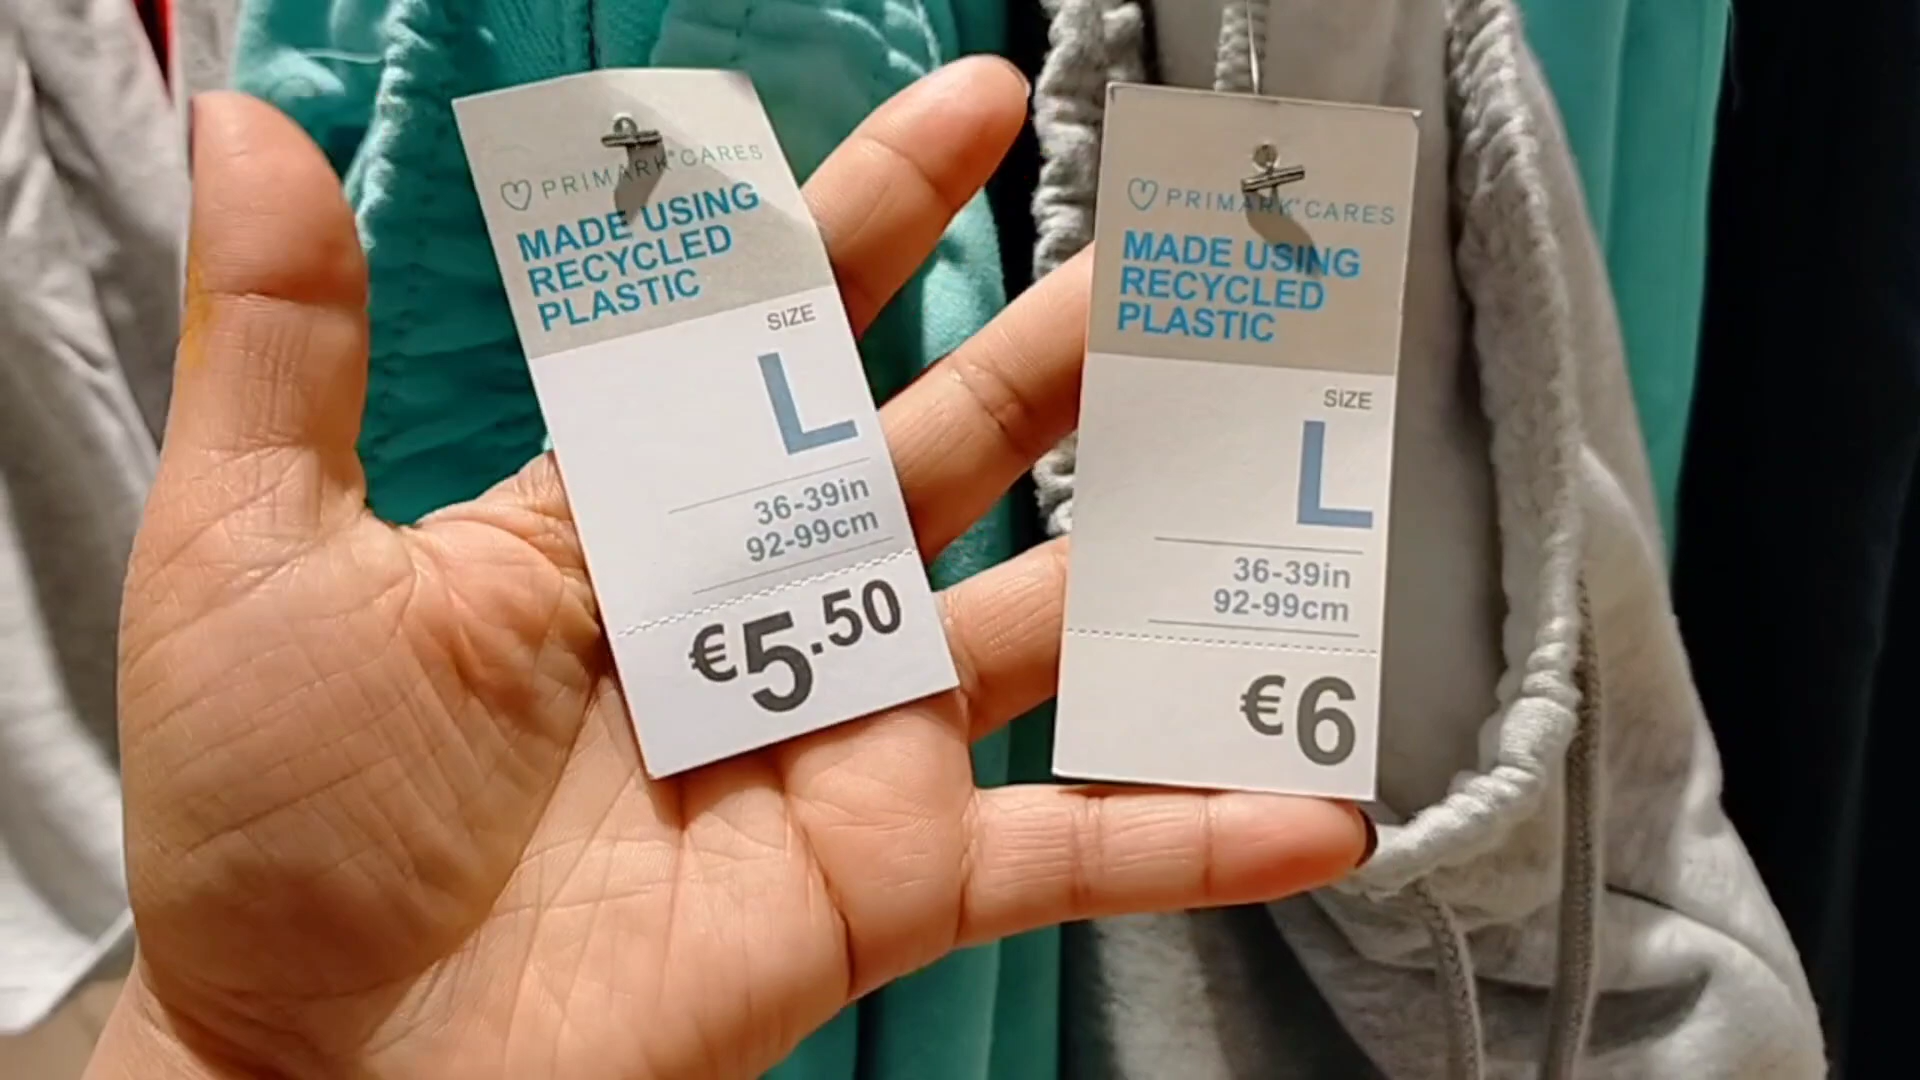 PRIMARK® CARES
MADE USING
RECYCLED
PLASTIC
SIZE
L
36-39in
92-99cm
€5.50
PRIMARK® CARES
MADE USING
RECYCLED
PLASTIC
SIZE
L
36-39in
92-99cm
€6